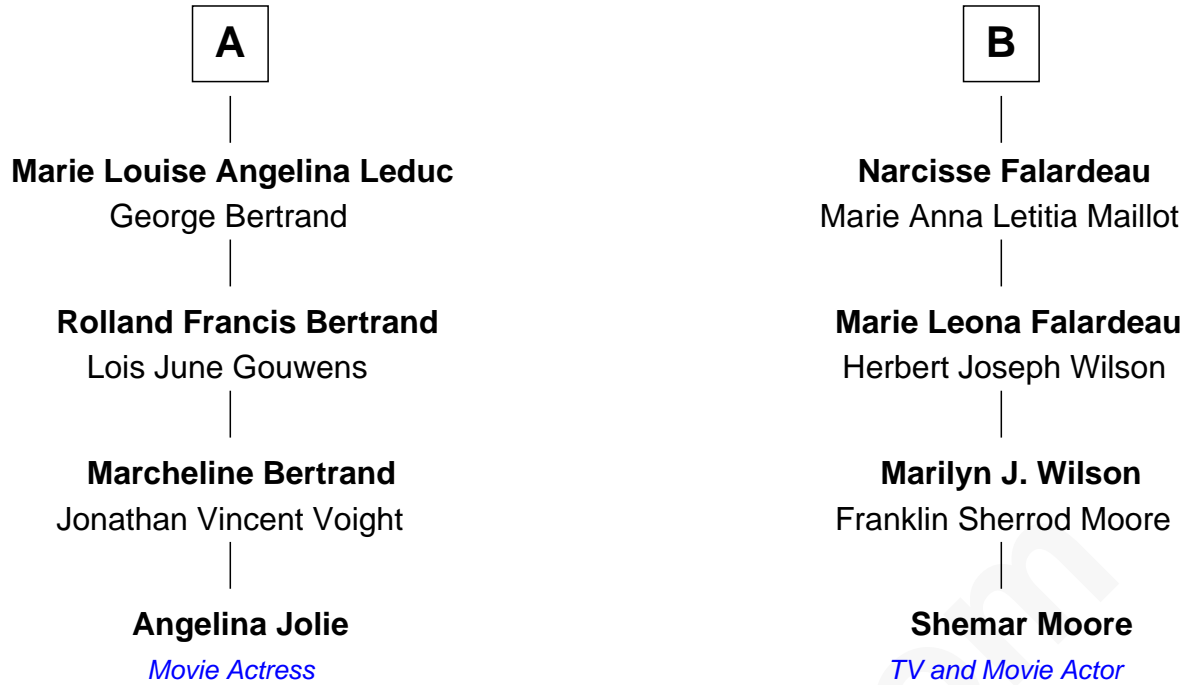 A
Marie Louise Angelina Leduc
George Bertrand
Rolland Francis Bertrand
Lois June Gouwens
Marcheline Bertrand
Jonathan Vincent Voight
Angelina Jolie
Movie Actress
B
Narcisse Falardeau
Marie Anna Letitia Maillot
Marie Leona Falardeau
Herbert Joseph Wilson
Marilyn J. Wilson
Franklin Sherrod Moore
Shemar Moore
TV and Movie Actor